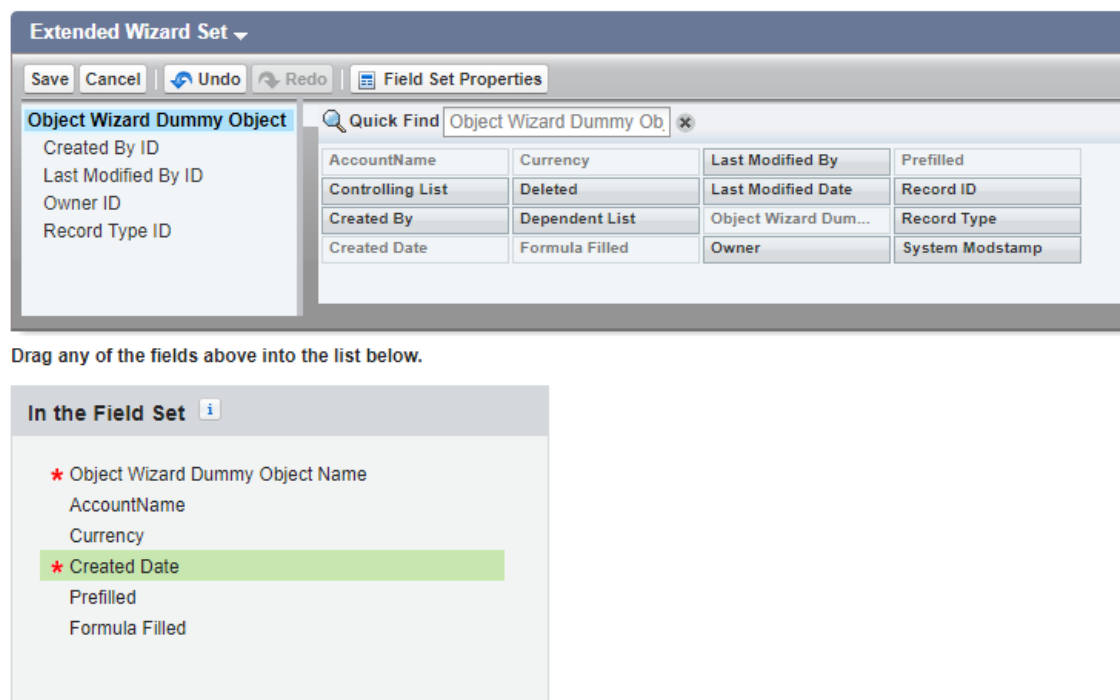 Extended Wizard Set
Save Cancel Undo Redo Field Set Properties
Object Wizard Dummy Object
Created By ID
Last Modified By ID
Owner ID
Record Type ID
Quick Find Object Wizard Dummy Ob
AccountName Currency Last Modified By Prefilled
Controlling List Deleted Last Modified Date Record ID
Created By Dependent List Object Wizard Dum... Record Type
Created Date Formula Filled Owner System Modstamp
Drag any of the fields above into the list below.
In the Field Set i
* Object Wizard Dummy Object Name
AccountName
Currency
* Created Date
Prefilled
Formula Filled